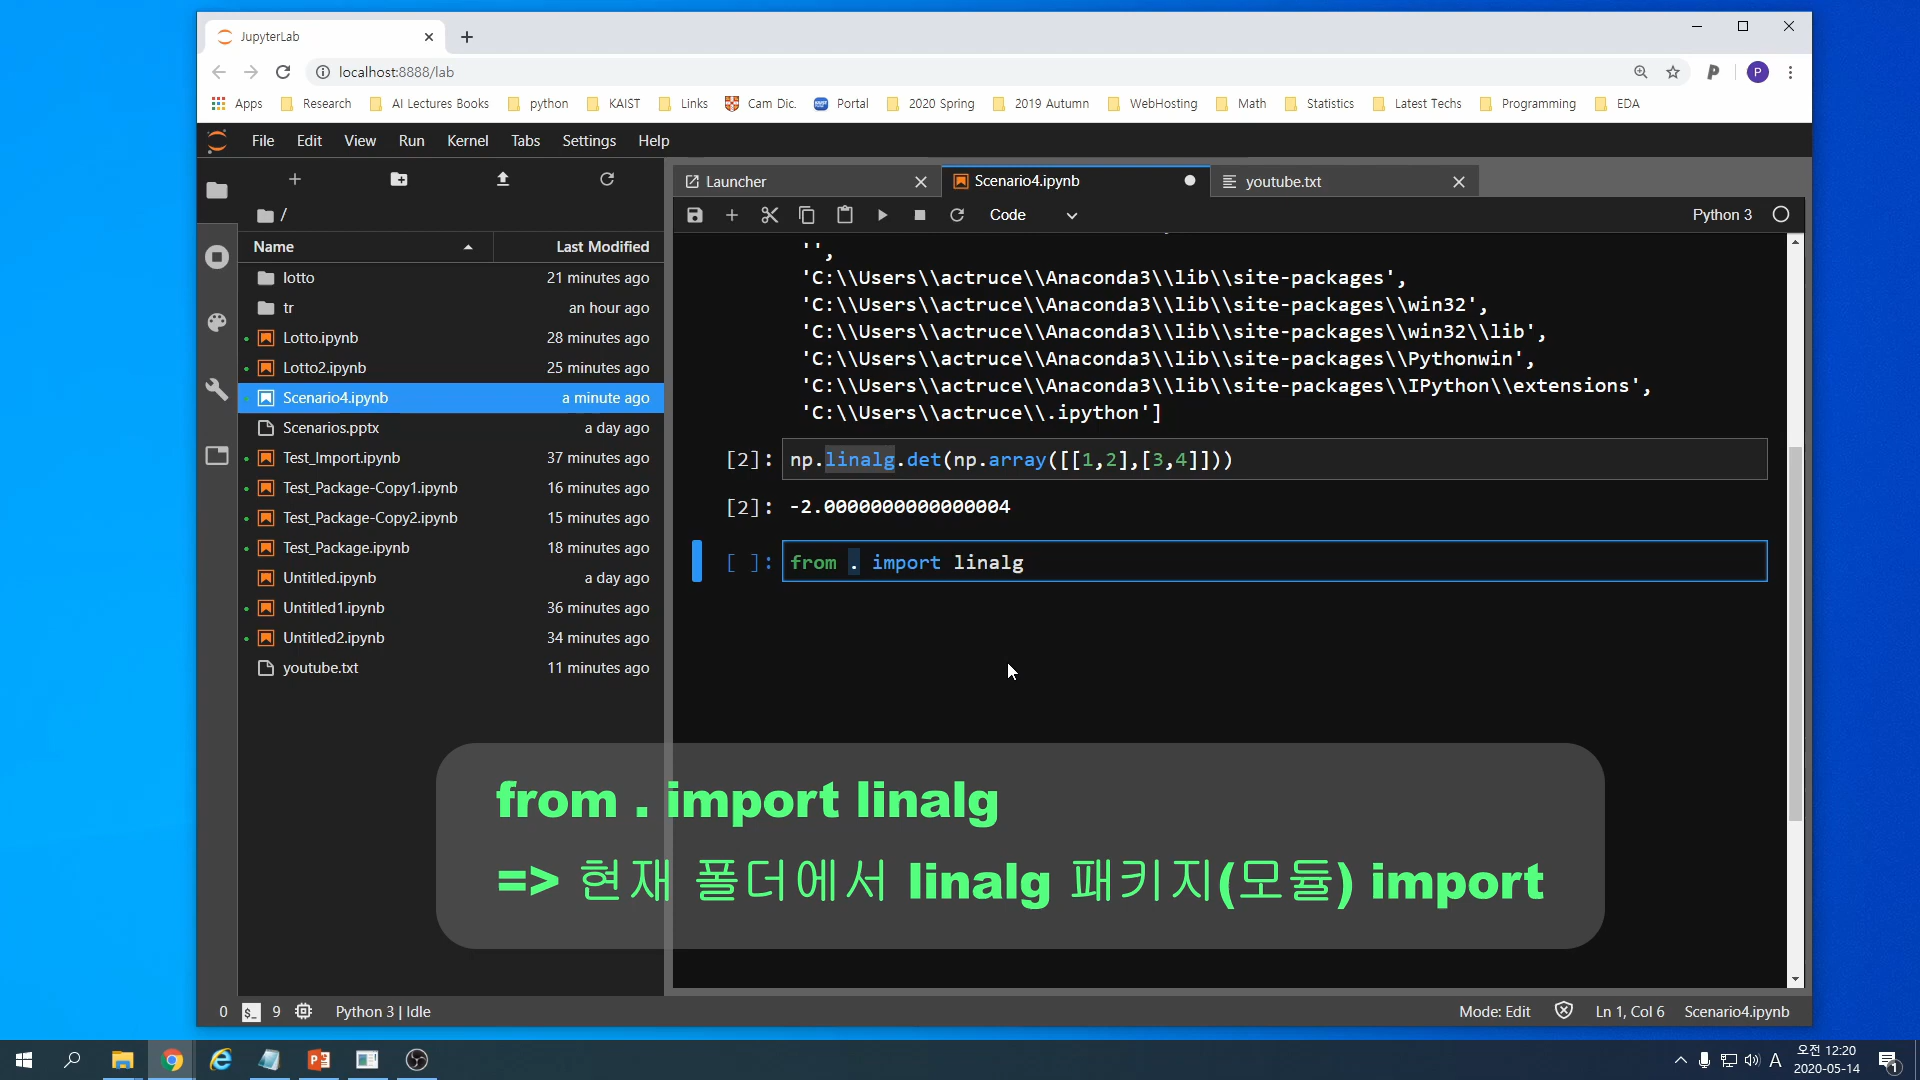 JupyterLab
localhost:8888/lab
P
Apps Research AI Lectures Books python KAIST Links Cam Dic. Portal 2020 Spring 2019 Autumn WebHosting Math Statistics Latest Techs Programming EDA
File Edit View Run Kernel Tabs Settings Help
Launcher Scenario4.ipynb youtube.txt
Code Python 3
/
Name Last Modified
lotto 21 minutes ago
tr an hour ago
Lotto.ipynb 28 minutes ago
Lotto2.ipynb 25 minutes ago
Scenario4.ipynb a minute ago
Scenarios.pptx a day ago
Test_Import.ipynb 37 minutes ago
Test_Package-Copy1.ipynb 16 minutes ago
Test_Package-Copy2.ipynb 15 minutes ago
Test_Package.ipynb 18 minutes ago
Untitled.ipynb a day ago
Untitled1.ipynb 36 minutes ago
Untitled2.ipynb 34 minutes ago
youtube.txt 11 minutes ago
'',
'C:\\Users\\actruce\\Anaconda3\\lib\\site-packages',
'C:\\Users\\actruce\\Anaconda3\\lib\\site-packages\\win32',
'C:\\Users\\actruce\\Anaconda3\\lib\\site-packages\\win32\\lib',
'C:\\Users\\actruce\\Anaconda3\\lib\\site-packages\\Pythonwin',
'C:\\Users\\actruce\\Anaconda3\\lib\\site-packages\\IPython\\extensions',
'C:\\Users\\actruce\\.ipython']
[2]: np.linalg.det(np.array([[1,2],[3,4]]))
[2]: -2.0000000000000004
[ ]: from . import linalg
from . import linalg
=> 현재 폴더에서 linalg 패키지(모듈) import
0 $_ 9 Python 3 | Idle Mode: Edit Ln 1, Col 6 Scenario4.ipynb
A 오전 12:20
2020-05-14
1